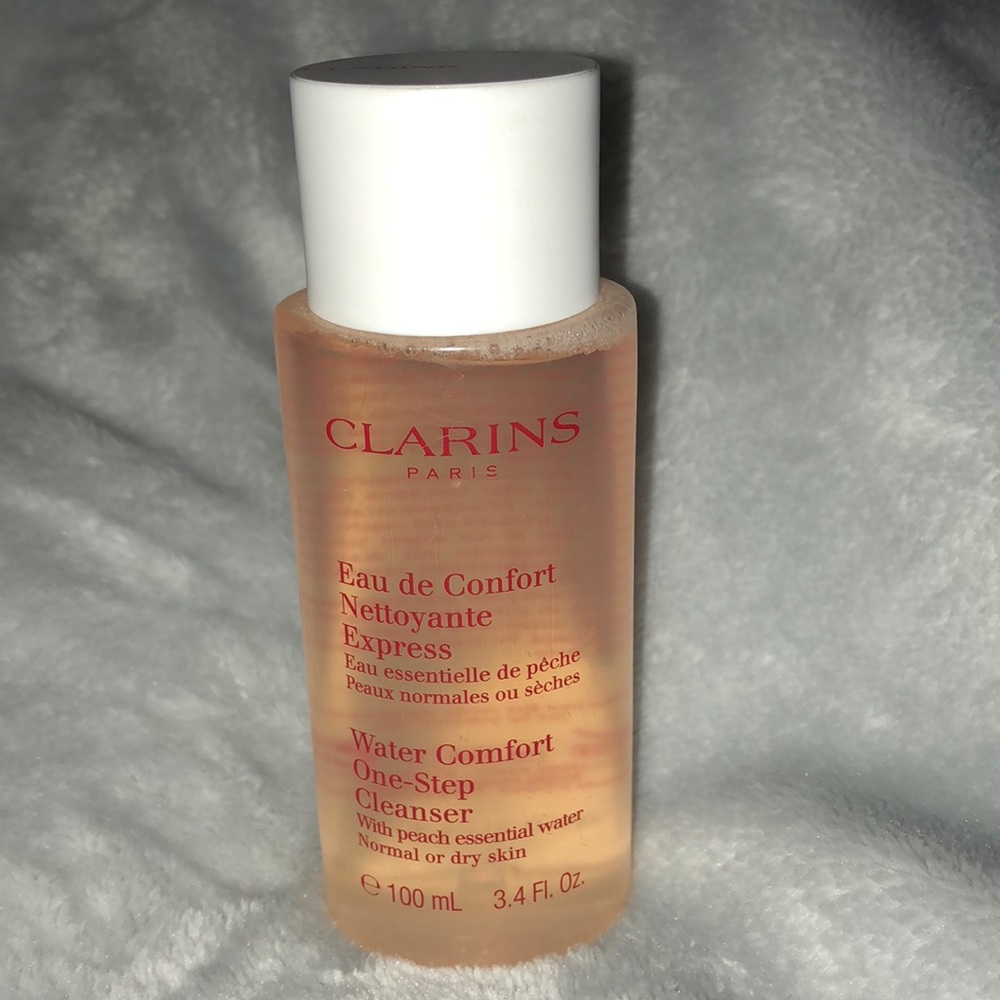 CLARINS
PARIS
Eau de Confort
Nettoyante
Express
Eau essentielle de pêche
Peaux normales ou sèches
Water Comfort
One-Step
Cleanser
With peach essential water
Normal or dry skin
℮ 100 mL 3.4 Fl. Oz.